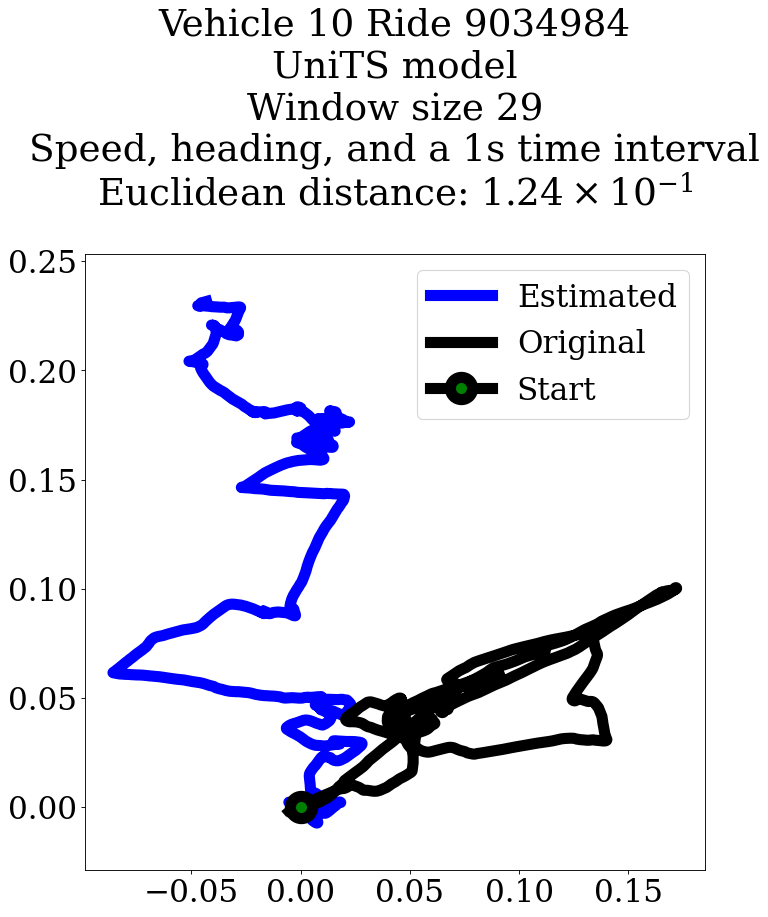 Vehicle 10 Ride 9034984
UniTS model
Window size 29
Speed, heading, and a 1s time interval
Euclidean distance: 1.24 × 10⁻¹
0.25
0.20
0.15
0.10
0.05
0.00
Estimated
Original
Start
−0.05 0.00 0.05 0.10 0.15